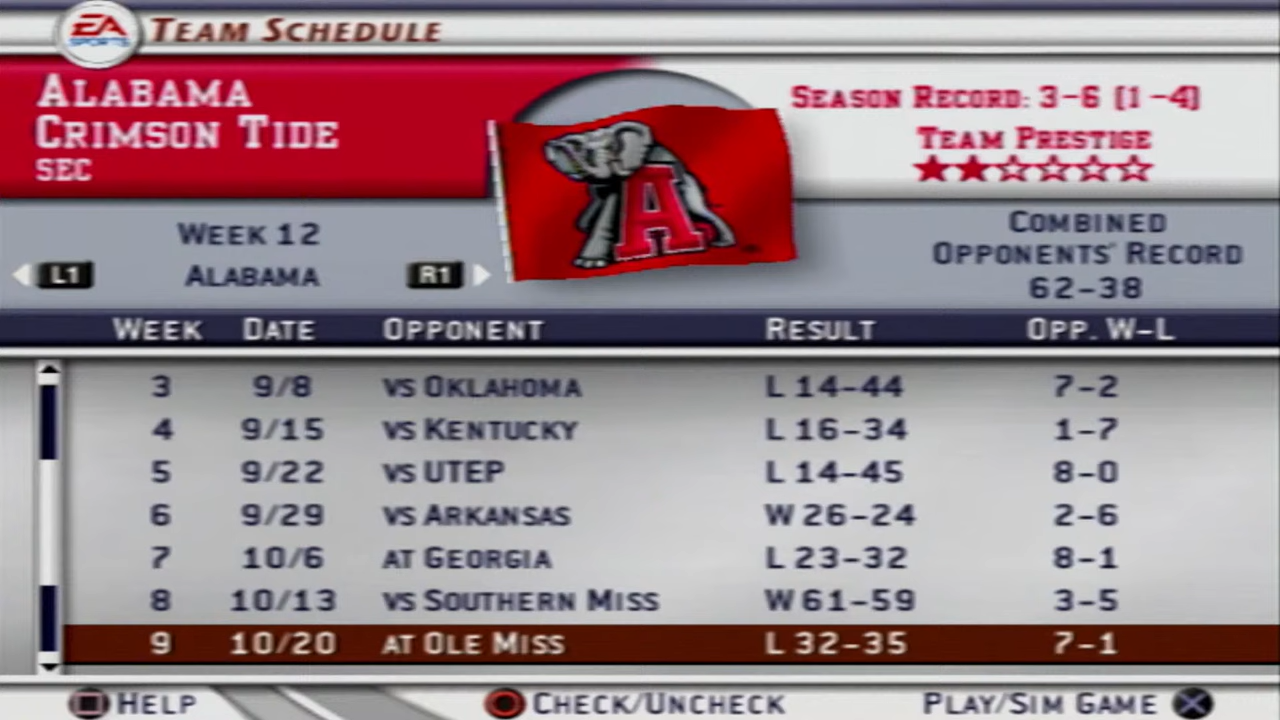 EA SPORTS
TEAM SCHEDULE
ALABAMA
CRIMSON TIDE
SEC
SEASON RECORD: 3-6 (1-4)
TEAM PRESTIGE
A
WEEK 12
L1 ALABAMA R1
COMBINED
OPPONENTS' RECORD
62-38
WEEK DATE OPPONENT RESULT OPP. W-L
3 9/8 VS OKLAHOMA L 14-44 7-2
4 9/15 VS KENTUCKY L 16-34 1-7
5 9/22 VS UTEP L 14-45 8-0
6 9/29 VS ARKANSAS W 26-24 2-6
7 10/6 AT GEORGIA L 23-32 8-1
8 10/13 VS SOUTHERN MISS W 61-59 3-5
9 10/20 AT OLE MISS L 32-35 7-1
HELP CHECK/UNCHECK PLAY/SIM GAME